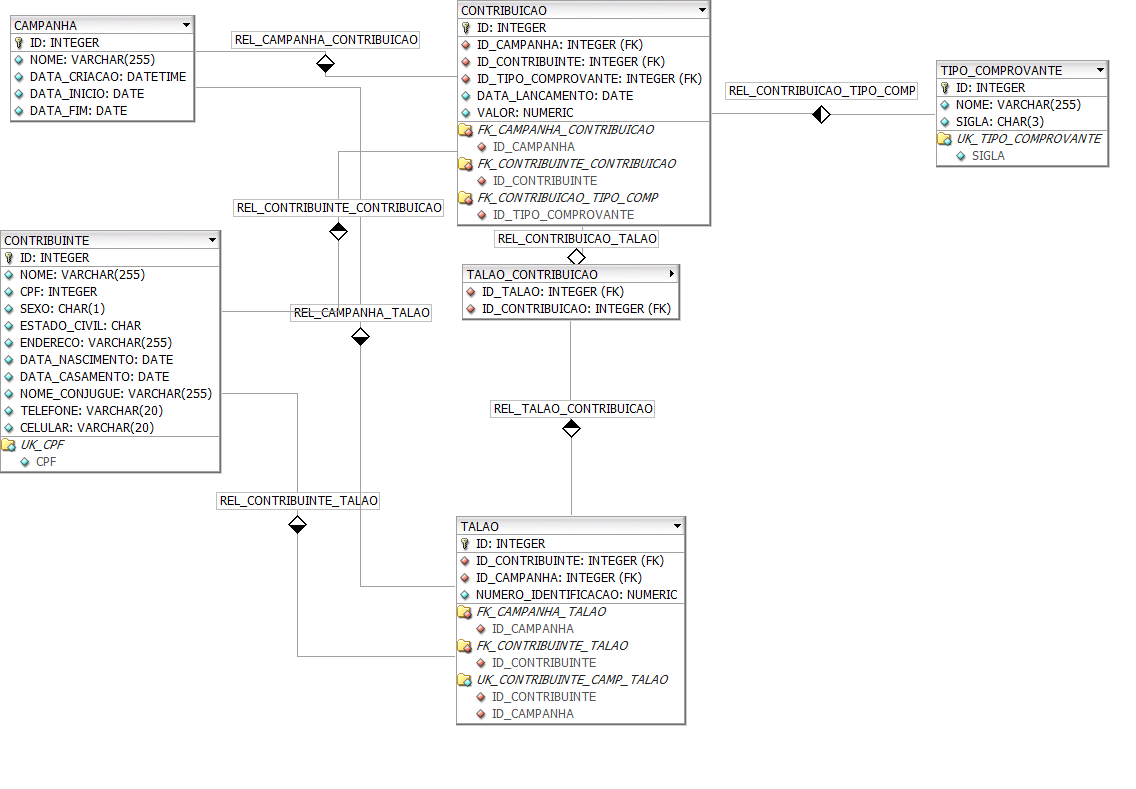 CAMPANHA
ID: INTEGER
NOME: VARCHAR(255)
DATA_CRIACAO: DATETIME
DATA_INICIO: DATE
DATA_FIM: DATE
REL_CAMPANHA_CONTRIBUICAO
CONTRIBUICAO
ID: INTEGER
ID_CAMPANHA: INTEGER (FK)
ID_CONTRIBUINTE: INTEGER (FK)
ID_TIPO_COMPROVANTE: INTEGER (FK)
DATA_LANCAMENTO: DATE
VALOR: NUMERIC
FK_CAMPANHA_CONTRIBUICAO
ID_CAMPANHA
FK_CONTRIBUINTE_CONTRIBUICAO
ID_CONTRIBUINTE
FK_CONTRIBUICAO_TIPO_COMP
ID_TIPO_COMPROVANTE
REL_CONTRIBUICAO_TIPO_COMP
TIPO_COMPROVANTE
ID: INTEGER
NOME: VARCHAR(255)
SIGLA: CHAR(3)
UK_TIPO_COMPROVANTE
SIGLA
REL_CONTRIBUINTE_CONTRIBUICAO
REL_CONTRIBUICAO_TALAO
CONTRIBUINTE
ID: INTEGER
NOME: VARCHAR(255)
CPF: INTEGER
SEXO: CHAR(1)
ESTADO_CIVIL: CHAR
ENDERECO: VARCHAR(255)
DATA_NASCIMENTO: DATE
DATA_CASAMENTO: DATE
NOME_CONJUGUE: VARCHAR(255)
TELEFONE: VARCHAR(20)
CELULAR: VARCHAR(20)
UK_CPF
CPF
REL_CAMPANHA_TALAO
TALAO_CONTRIBUICAO
ID_TALAO: INTEGER (FK)
ID_CONTRIBUICAO: INTEGER (FK)
REL_TALAO_CONTRIBUICAO
REL_CONTRIBUINTE_TALAO
TALAO
ID: INTEGER
ID_CONTRIBUINTE: INTEGER (FK)
ID_CAMPANHA: INTEGER (FK)
NUMERO_IDENTIFICACAO: NUMERIC
FK_CAMPANHA_TALAO
ID_CAMPANHA
FK_CONTRIBUINTE_TALAO
ID_CONTRIBUINTE
UK_CONTRIBUINTE_CAMP_TALAO
ID_CONTRIBUINTE
ID_CAMPANHA